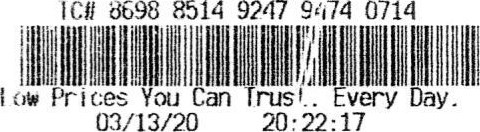 TC# 8698 8514 9247 9474 0714
Low Prices You Can Trust. Every Day.
03/13/20 20:22:17